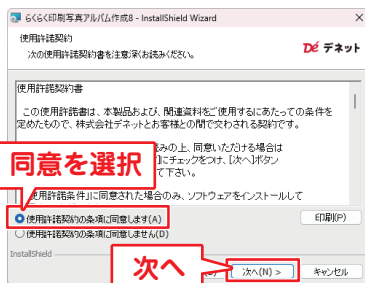 らくらく印刷写真アルバム作成8 - InstallShield Wizard
使用許諾契約
次の使用許諾契約書を注意深くお読みください。
De デネット
使用許諾契約書
この使用許諾書は、本製品および、関連資料をご使用するにあたっての条件を
定めたもので、株式会社デネットとお客様との間で交わされる契約です。
みの上、同意いただける場合は
]にチェックをつけ、[次へ]ボタン
て下さい。
同意を選択
使用許諾条件」に同意された場合のみ、ソフトウェアをインストールして
使用許諾契約の条項に同意します(A)
印刷(P)
使用許諾契約の条項に同意しません(D)
InstallShield
次へ
次へ(N) >
キャンセル